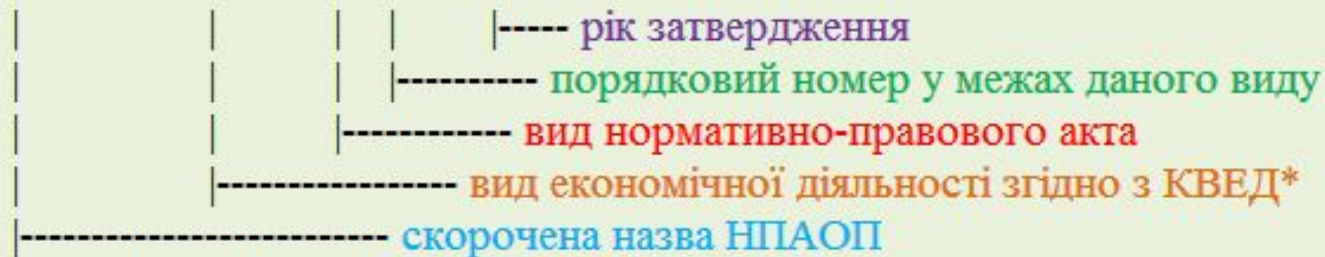 |----- рік затвердження
|---------- порядковий номер у межах даного виду
|------------ вид нормативно-правового акта
|----------------- вид економічної діяльності згідно з КВЕД*
|-------------------------- скорочена назва НПАОП